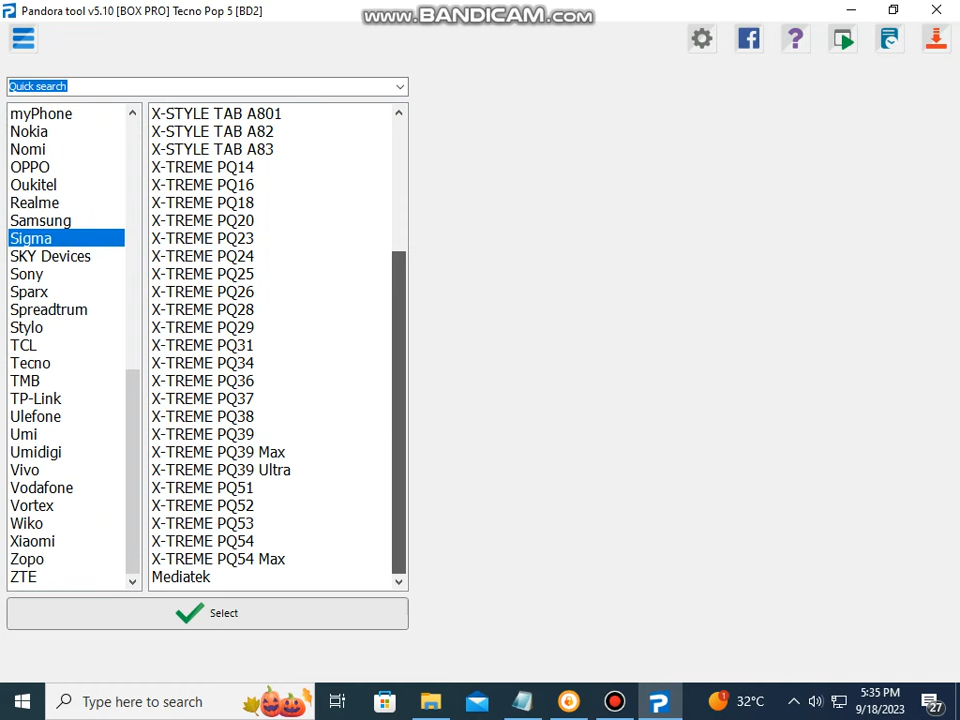 Pandora tool v5.10 [BOX PRO] Tecno Pop 5 [BD2]
www.BANDICAM.com
Quick search
myPhone
Nokia
Nomi
OPPO
Oukitel
Realme
Samsung
Sigma
SKY Devices
Sony
Sparx
Spreadtrum
Stylo
TCL
Tecno
TMB
TP-Link
Ulefone
Umi
Umidigi
Vivo
Vodafone
Vortex
Wiko
Xiaomi
Zopo
ZTE
X-STYLE TAB A801
X-STYLE TAB A82
X-STYLE TAB A83
X-TREME PQ14
X-TREME PQ16
X-TREME PQ18
X-TREME PQ20
X-TREME PQ23
X-TREME PQ24
X-TREME PQ25
X-TREME PQ26
X-TREME PQ28
X-TREME PQ29
X-TREME PQ31
X-TREME PQ34
X-TREME PQ36
X-TREME PQ37
X-TREME PQ38
X-TREME PQ39
X-TREME PQ39 Max
X-TREME PQ39 Ultra
X-TREME PQ51
X-TREME PQ52
X-TREME PQ53
X-TREME PQ54
X-TREME PQ54 Max
Mediatek
Select
Type here to search
1
32°C
5:35 PM
9/18/2023
27